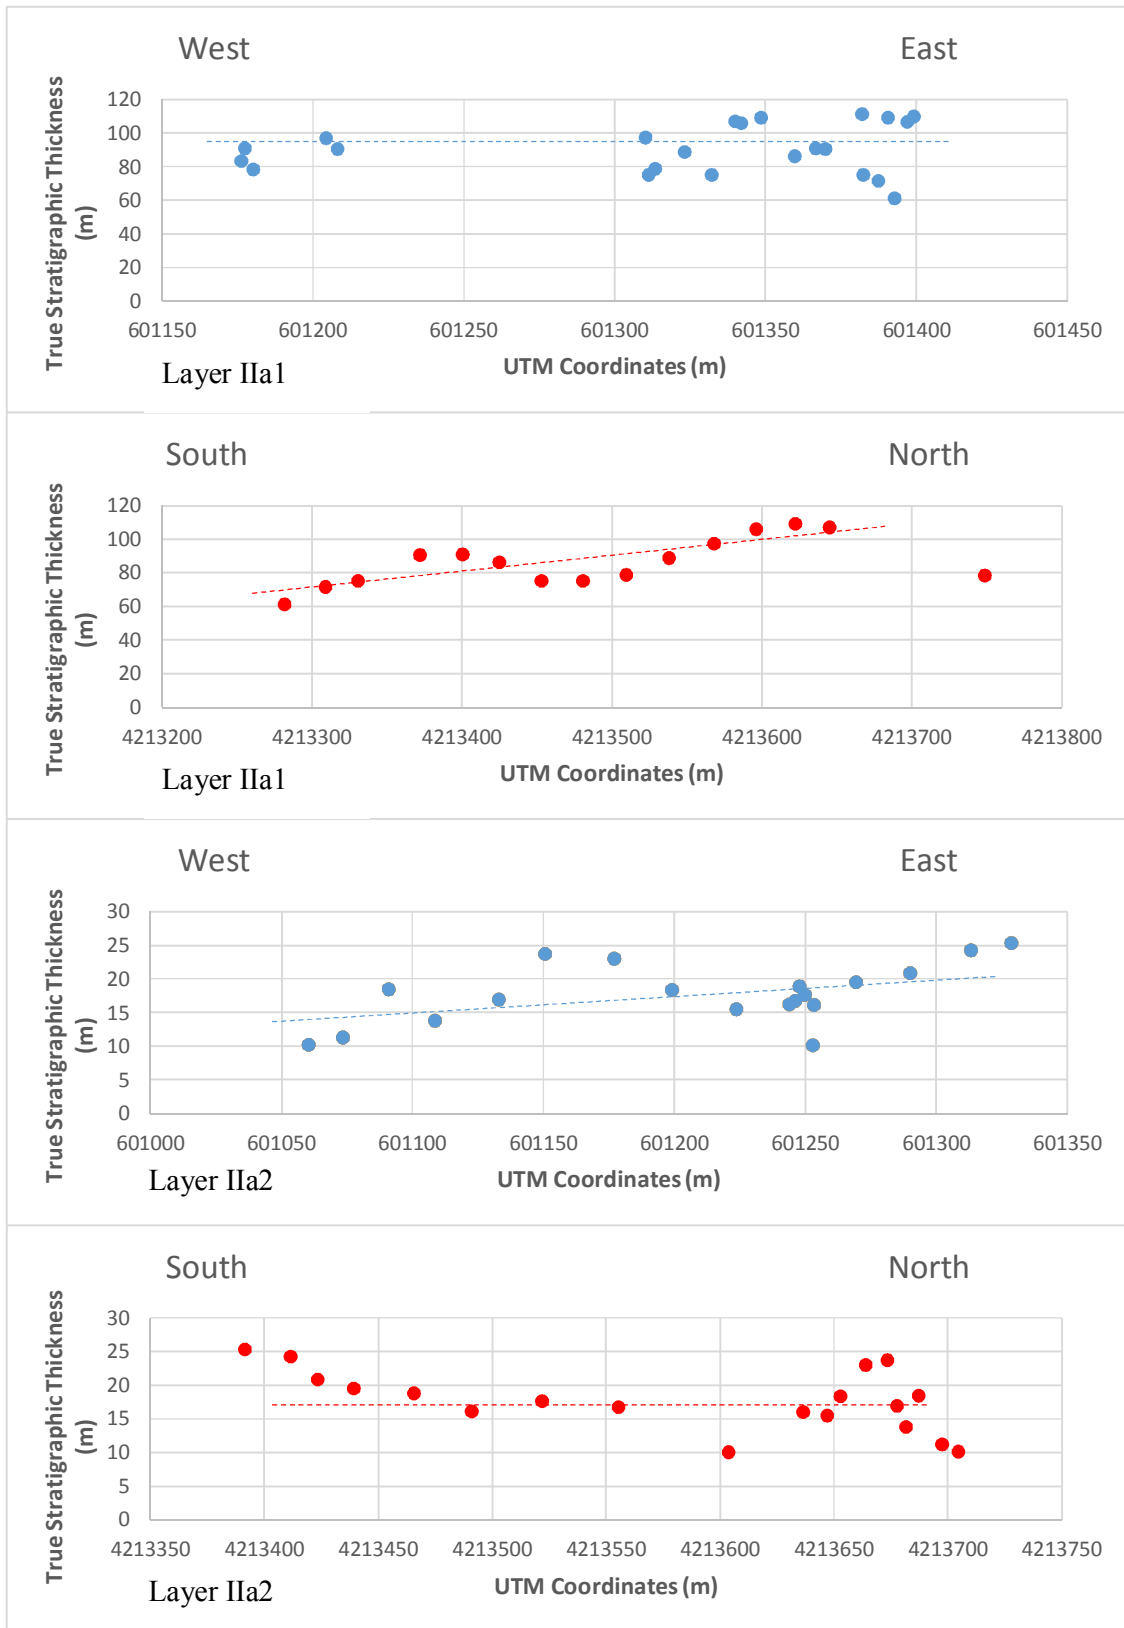 West East
True Stratigraphic Thickness
(m)
120
100
80
60
40
20
0
601150 601200 601250 601300 601350 601400 601450
UTM Coordinates (m)
Layer IIa1
South North
True Stratigraphic Thickness
(m)
120
100
80
60
40
20
0
4213200 4213300 4213400 4213500 4213600 4213700 4213800
UTM Coordinates (m)
Layer IIa1
West East
True Stratigraphic Thickness
(m)
30
25
20
15
10
5
0
601000 601050 601100 601150 601200 601250 601300 601350
UTM Coordinates (m)
Layer IIa2
South North
True Stratigraphic Thickness
(m)
30
25
20
15
10
5
0
4213350 4213400 4213450 4213500 4213550 4213600 4213650 4213700 4213750
UTM Coordinates (m)
Layer IIa2